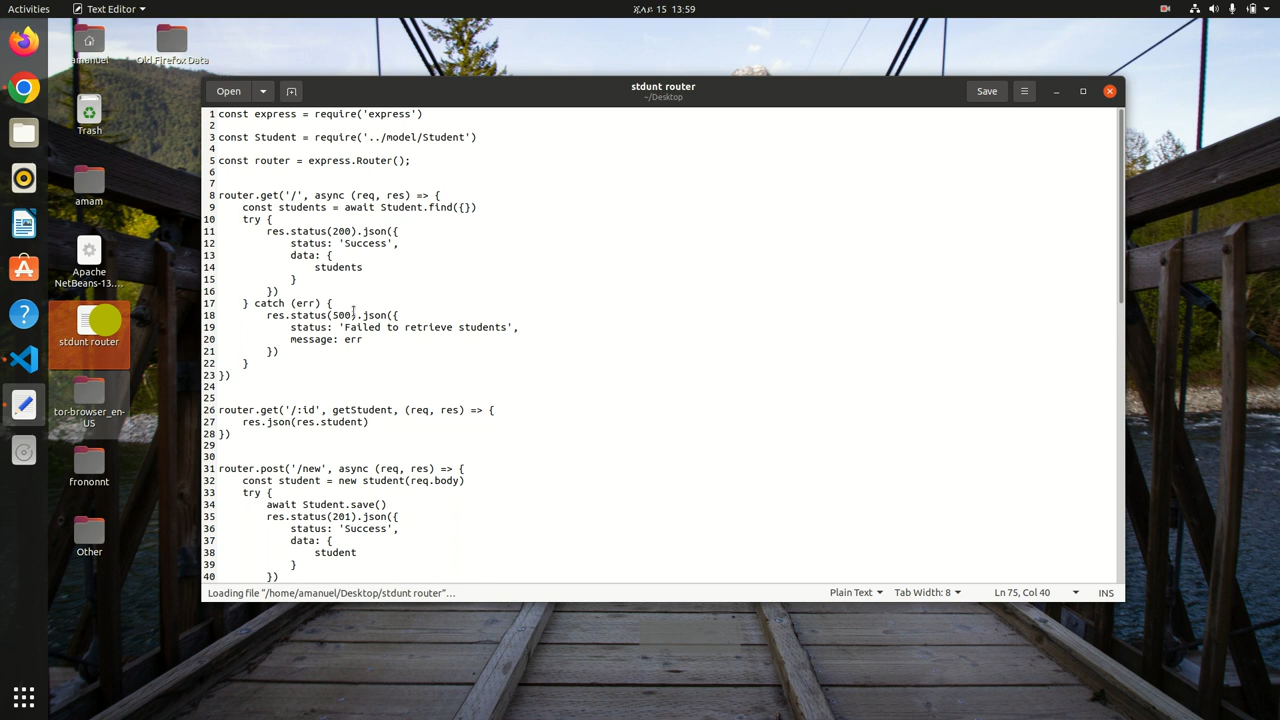 Activities
Text Editor
ሏለይ 15 13:59
amanuel
Old Firefox Data
Trash
amam
Apache
NetBeans-13....
stdunt router
tor-browser_en-
US
frononnt
Other
Open
stdunt router
~/Desktop
Save
1 const express = require('express')
2
3 const Student = require('../model/Student')
4
5 const router = express.Router();
6
7
8 router.get('/', async (req, res) => {
9     const students = await Student.find({})
10     try {
11         res.status(200).json({
12             status: 'Success',
13             data: {
14                 students
15             }
16         })
17     } catch (err) {
18         res.status(500).json({
19             status: 'Failed to retrieve students',
20             message: err
21         })
22     }
23 })
24
25
26 router.get('/:id', getStudent, (req, res) => {
27     res.json(res.student)
28 })
29
30
31 router.post('/new', async (req, res) => {
32     const student = new student(req.body)
33     try {
34         await Student.save()
35         res.status(201).json({
36             status: 'Success',
37             data: {
38                 student
39             }
40         })
Loading file “/home/amanuel/Desktop/stdunt router”…
Plain Text
Tab Width: 8
Ln 75, Col 40
INS